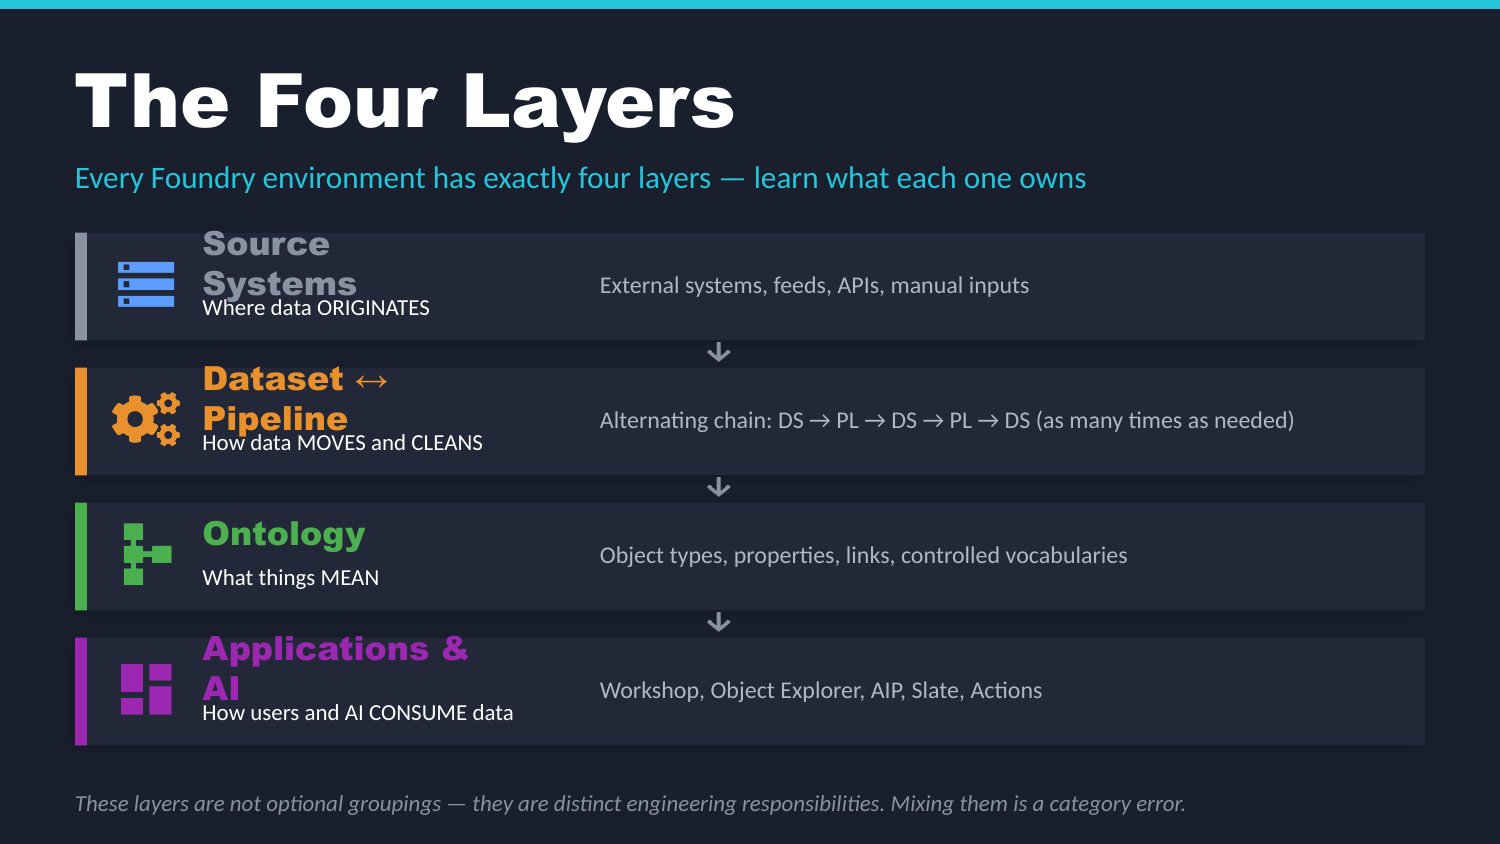 The Four Layers
Every Foundry environment has exactly four layers — learn what each one owns
Source
Systems
Where data ORIGINATES
External systems, feeds, APIs, manual inputs
↓
Dataset ↔
Pipeline
How data MOVES and CLEANS
Alternating chain: DS → PL → DS → PL → DS (as many times as needed)
↓
Ontology
What things MEAN
Object types, properties, links, controlled vocabularies
↓
Applications &
AI
How users and AI CONSUME data
Workshop, Object Explorer, AIP, Slate, Actions
These layers are not optional groupings — they are distinct engineering responsibilities. Mixing them is a category error.